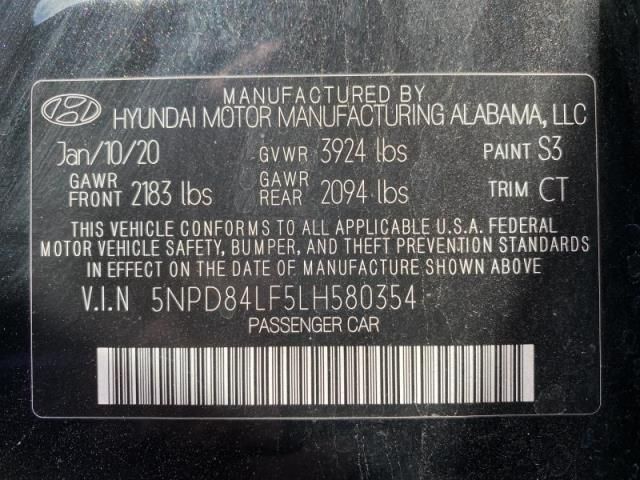 MANUFACTURED BY
HYUNDAI MOTOR MANUFACTURING ALABAMA, LLC
Jan/10/20 GVWR 3924 lbs PAINT S3
GAWR FRONT 2183 lbs GAWR REAR 2094 lbs TRIM CT
THIS VEHICLE CONFORMS TO ALL APPLICABLE U.S.A. FEDERAL
MOTOR VEHICLE SAFETY, BUMPER, AND THEFT PREVENTION STANDARDS
IN EFFECT ON THE DATE OF MANUFACTURE SHOWN ABOVE
V.I.N 5NPD84LF5LH580354
PASSENGER CAR